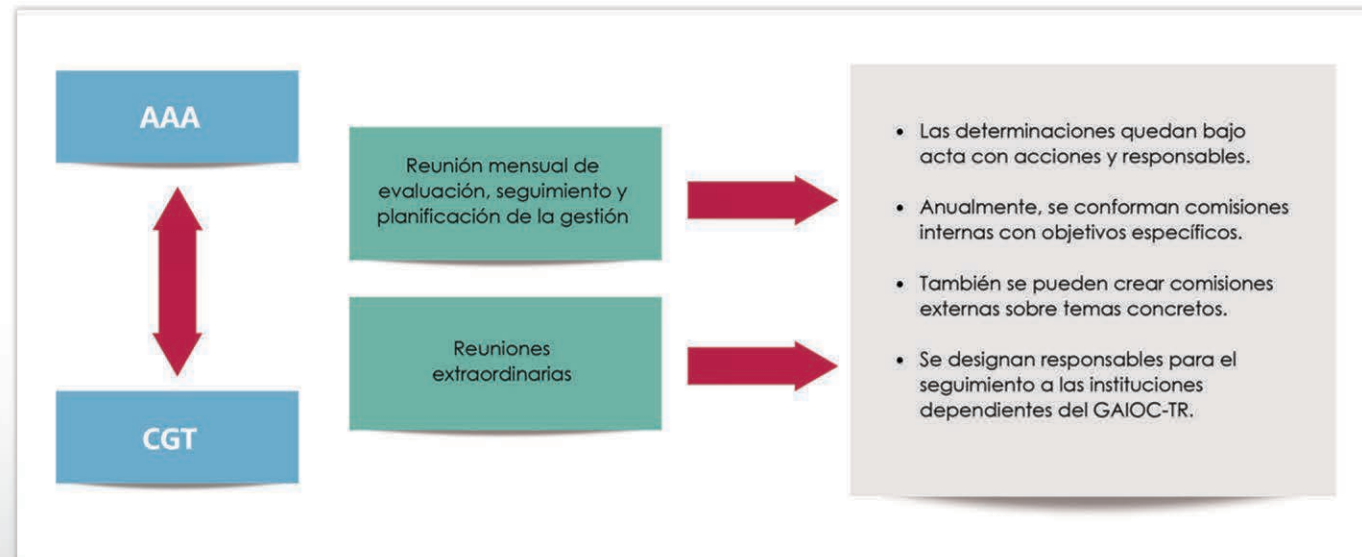 AAA
CGT
Reunión mensual de
evaluación, seguimiento y
planificación de la gestión
Reuniones
extraordinarias
• Las determinaciones quedan bajo
acta con acciones y responsables.
• Anualmente, se conforman comisiones
internas con objetivos específicos.
• También se pueden crear comisiones
externas sobre temas concretos.
• Se designan responsables para el
seguimiento a las instituciones
dependientes del GAIOC-TR.